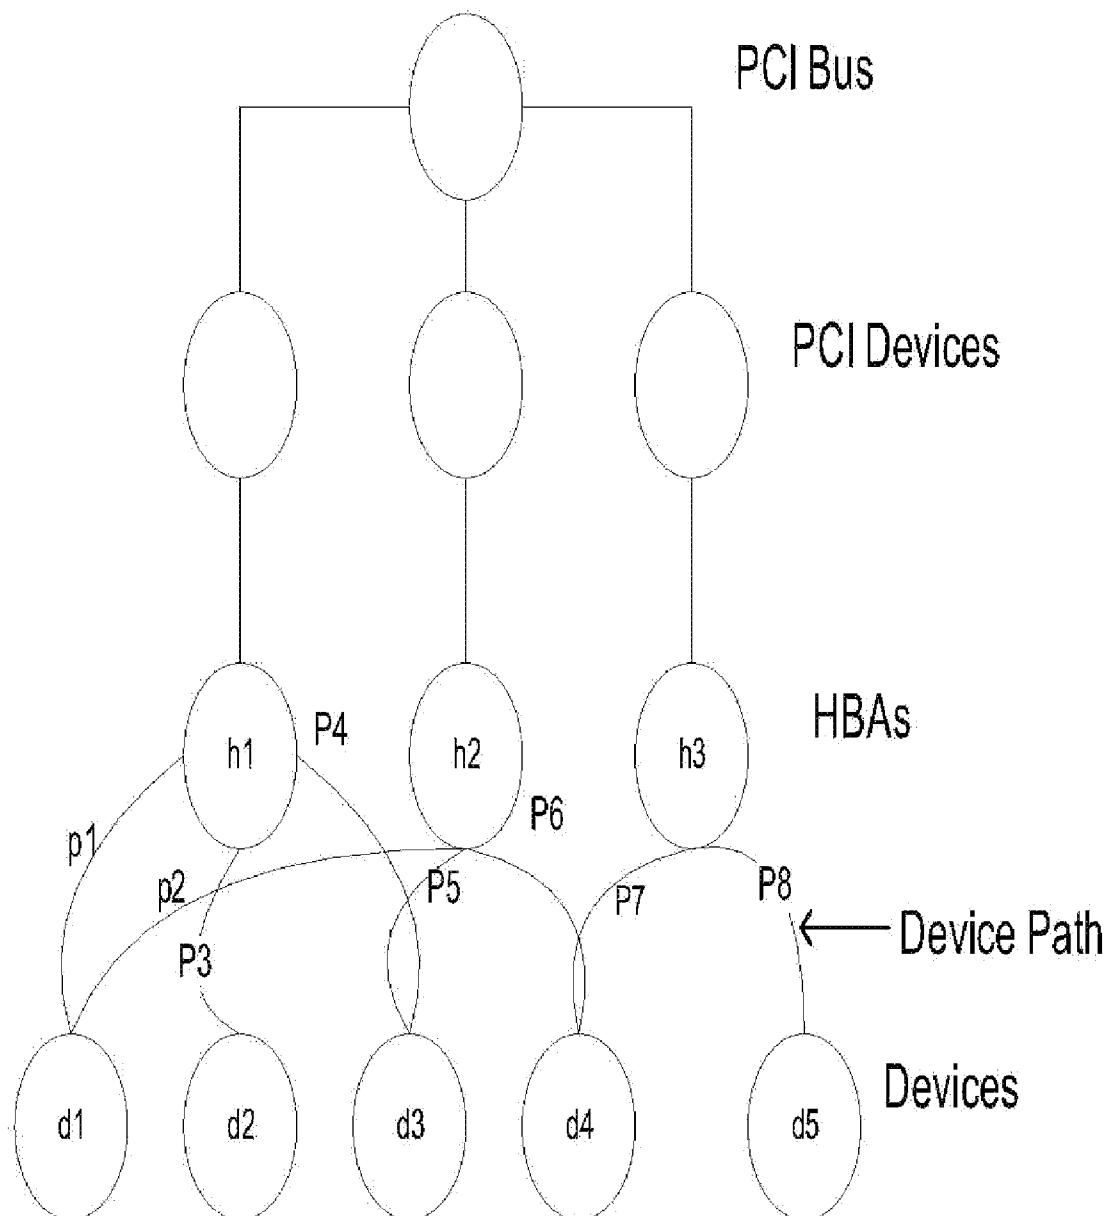 PCI Bus
PCI Devices
HBAs
h1
P4
h2
h3
P6
p1
p2
P5
P7
P8
P3
Device Path
Devices
d1
d2
d3
d4
d5